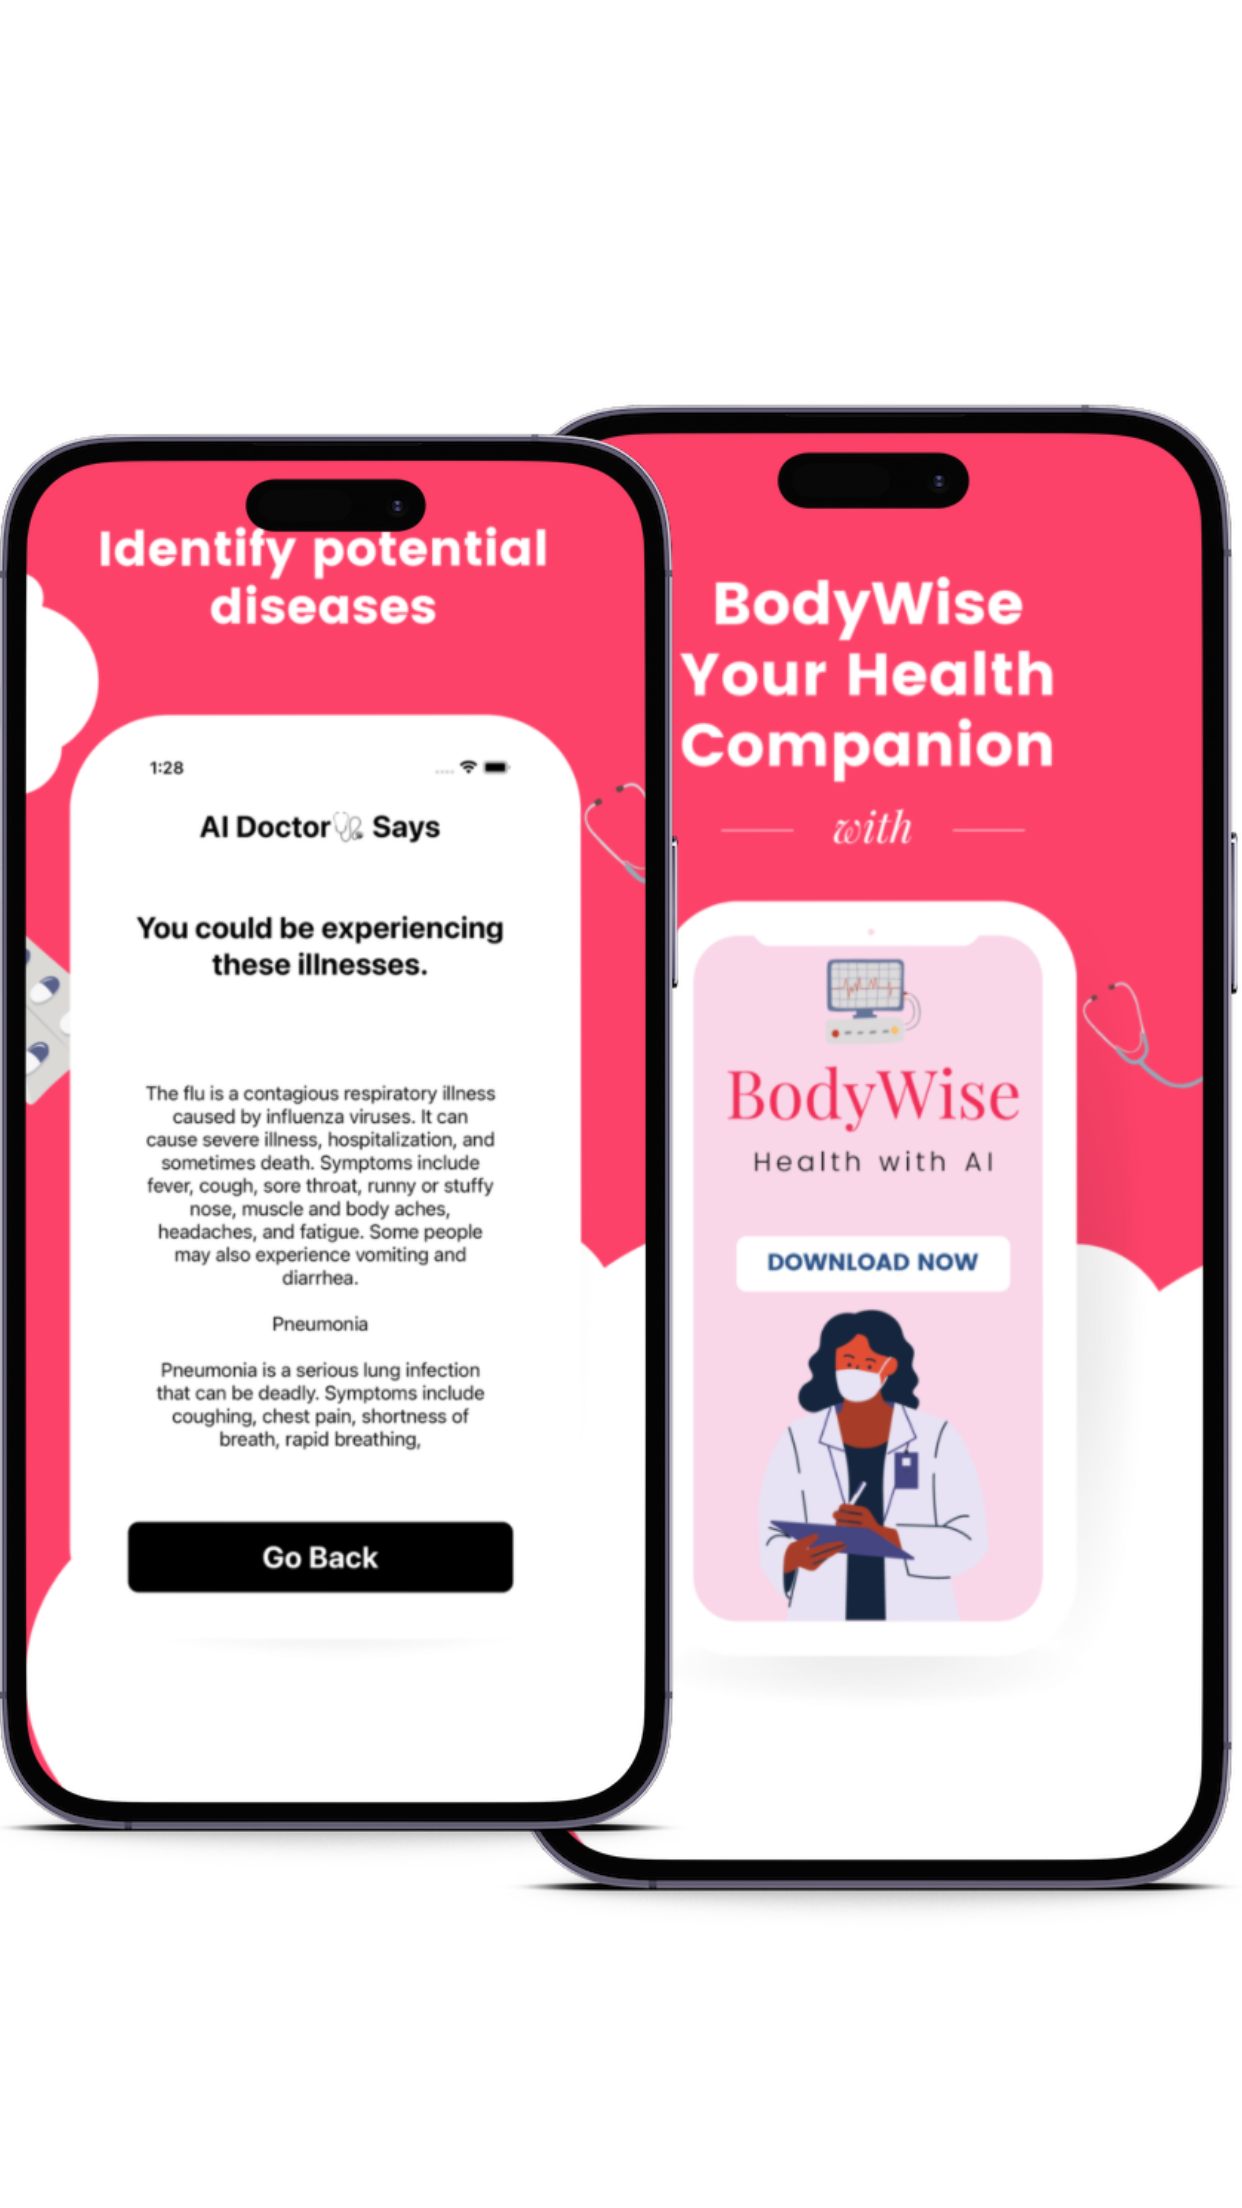 Identify potential
diseases
1:28
AI Doctor🩺 Says
You could be experiencing
these illnesses.
The flu is a contagious respiratory illness
caused by influenza viruses. It can
cause severe illness, hospitalization, and
sometimes death. Symptoms include
fever, cough, sore throat, runny or stuffy
nose, muscle and body aches,
headaches, and fatigue. Some people
may also experience vomiting and
diarrhea.
Pneumonia
Pneumonia is a serious lung infection
that can be deadly. Symptoms include
coughing, chest pain, shortness of
breath, rapid breathing,
Go Back
BodyWise
Your Health
Companion
with
BodyWise
Health with AI
DOWNLOAD NOW